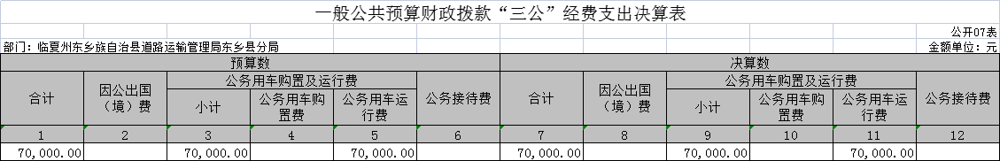 一般公共预算财政拨款“三公”经费支出决算表
公开07表
部门：临夏州东乡族自治县道路运输管理局东乡县分局 金额单位：元
预算数 决算数
合计 因公出国（境）费 公务用车购置及运行费 公务接待费 合计 因公出国（境）费 公务用车购置及运行费 公务接待费
小计 公务用车购置费 公务用车运行费 小计 公务用车购置费 公务用车运行费
1 2 3 4 5 6 7 8 9 10 11 12
70,000.00 70,000.00 70,000.00 70,000.00 70,000.00 70,000.00